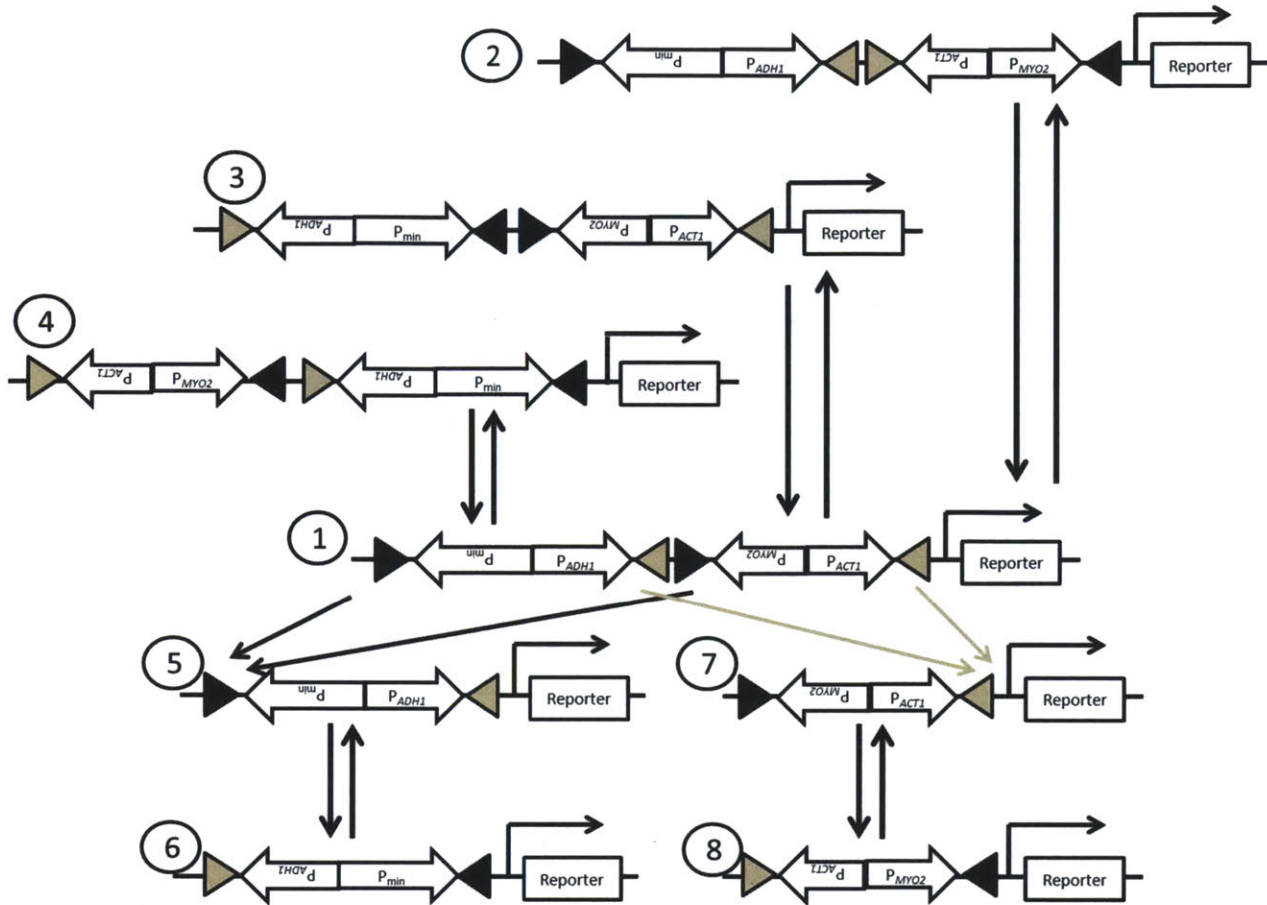 2 Pmin PADH1 PACT1 PMYO2 Reporter
3 PADH1 Pmin PMYO2 PACT1 Reporter
4 PACT1 PMYO2 PADH1 Pmin Reporter
1 Pmin PADH1 PMYO2 PACT1 Reporter
5 Pmin PADH1 Reporter
7 PMYO2 PACT1 Reporter
6 PADH1 Pmin Reporter
8 PACT1 PMYO2 Reporter